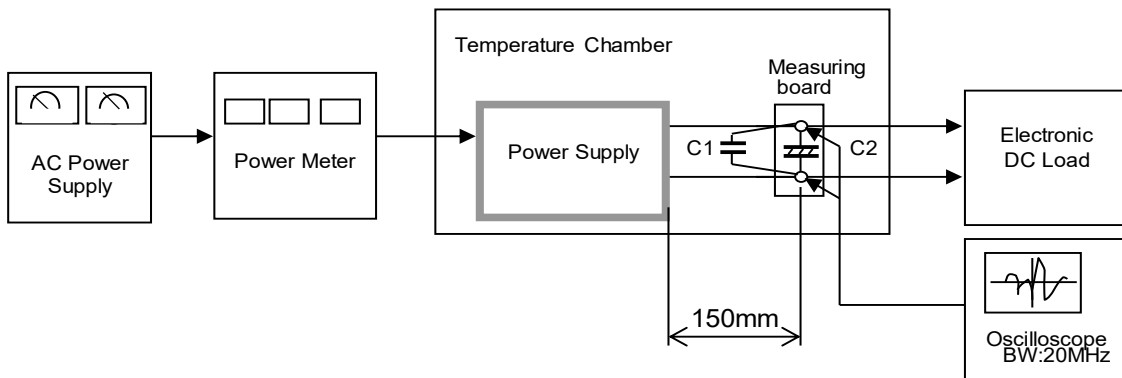 Temperature Chamber
Measuring
board
AC Power
Supply
Power Meter
Power Supply
C1
C2
Electronic
DC Load
150mm
Oscilloscope
BW:20MHz